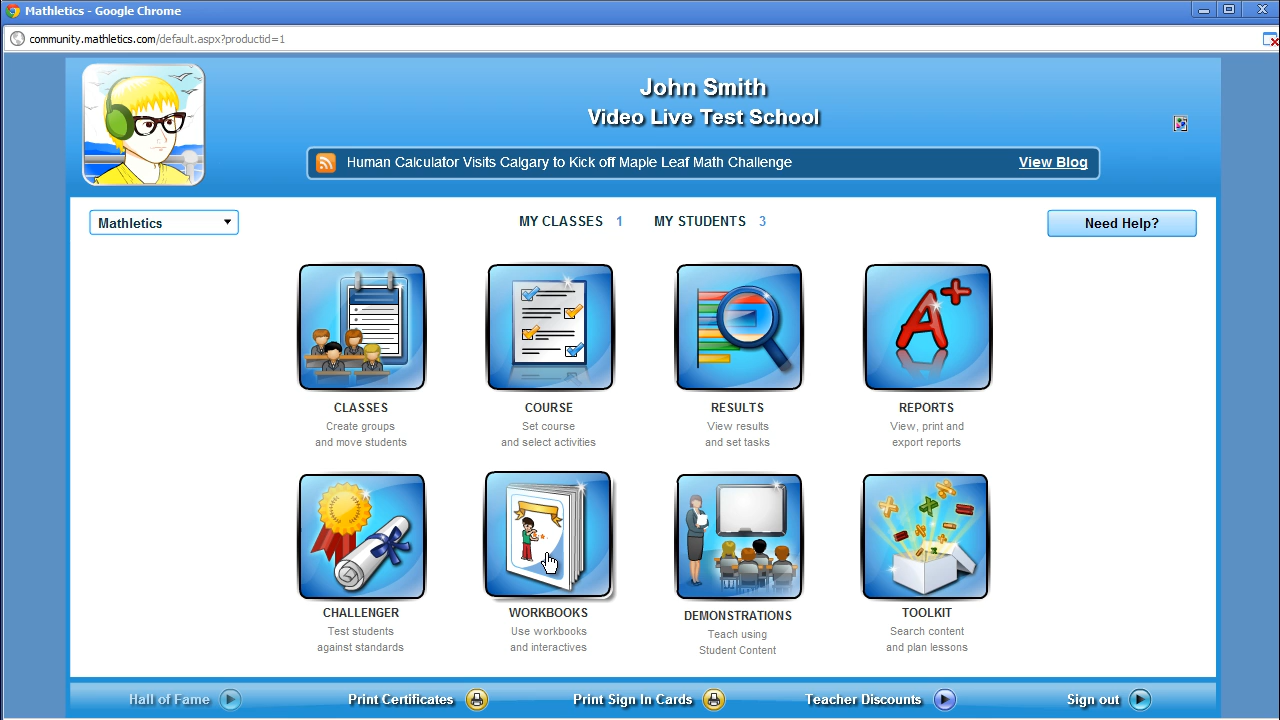 Mathletics - Google Chrome
community.mathletics.com/default.aspx?productid=1
John Smith
Video Live Test School
Human Calculator Visits Calgary to Kick off Maple Leaf Math Challenge View Blog
Mathletics MY CLASSES 1 MY STUDENTS 3 Need Help?
CLASSES
Create groups
and move students
COURSE
Set course
and select activities
RESULTS
View results
and set tasks
REPORTS
View, print and
export reports
CHALLENGER
Test students
against standards
WORKBOOKS
Use workbooks
and interactives
DEMONSTRATIONS
Teach using
Student Content
TOOLKIT
Search content
and plan lessons
Hall of Fame Print Certificates Print Sign In Cards Teacher Discounts Sign out